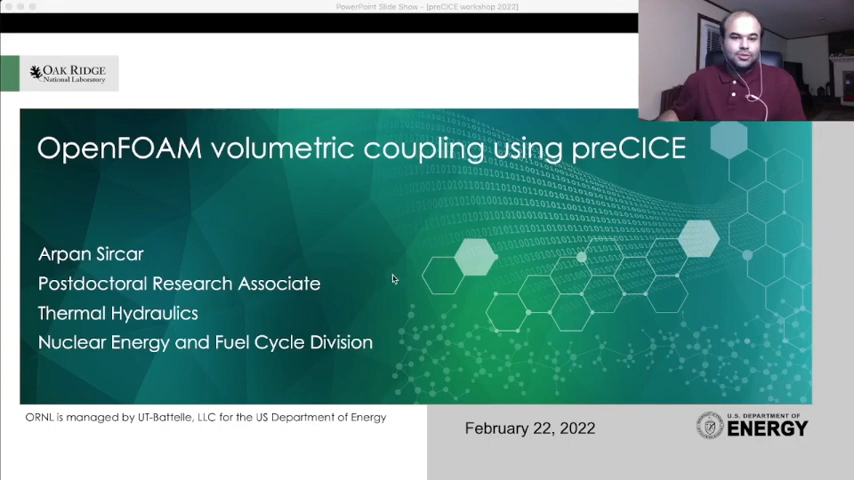 PowerPoint Slide Show - [preCICE workshop 2022]
OAK RIDGE
National Laboratory
OpenFOAM volumetric coupling using preCICE
Arpan Sircar
Postdoctoral Research Associate
Thermal Hydraulics
Nuclear Energy and Fuel Cycle Division
ORNL is managed by UT-Battelle, LLC for the US Department of Energy
February 22, 2022
U.S. DEPARTMENT OF
ENERGY